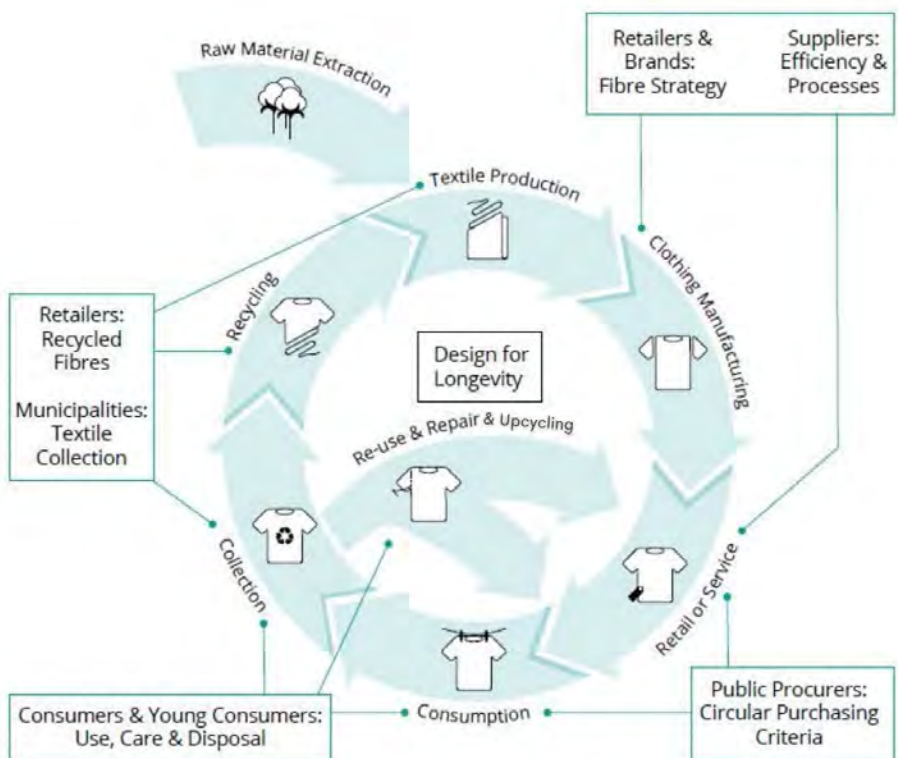 Raw Material Extraction
Retailers &
Brands:
Fibre Strategy
Suppliers:
Efficiency &
Processes
Textile Production
Clothing Manufacturing
Recycling
Retailers:
Recycled
Fibres
Municipalities:
Textile
Collection
Design for
Longevity
Re-use & Repair & Upcycling
Collection
Retail or Service
Consumption
Consumers & Young Consumers:
Use, Care & Disposal
Public Procurers:
Circular Purchasing
Criteria